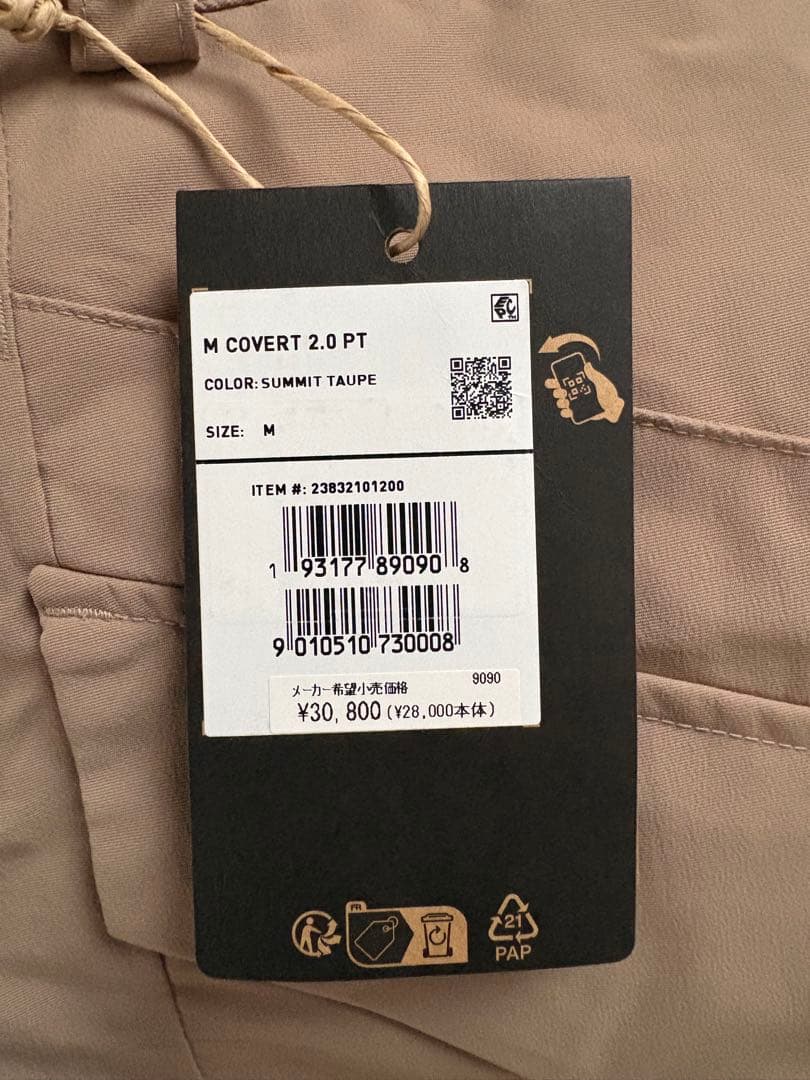 M COVERT 2.0 PT
COLOR: SUMMIT TAUPE
SIZE: M
ITEM #: 23832101200
1 93177 89090 8
9 010510 730008
9090
メーカー希望小売価格
¥30,800 (¥28,000本体)
FR
21
PAP